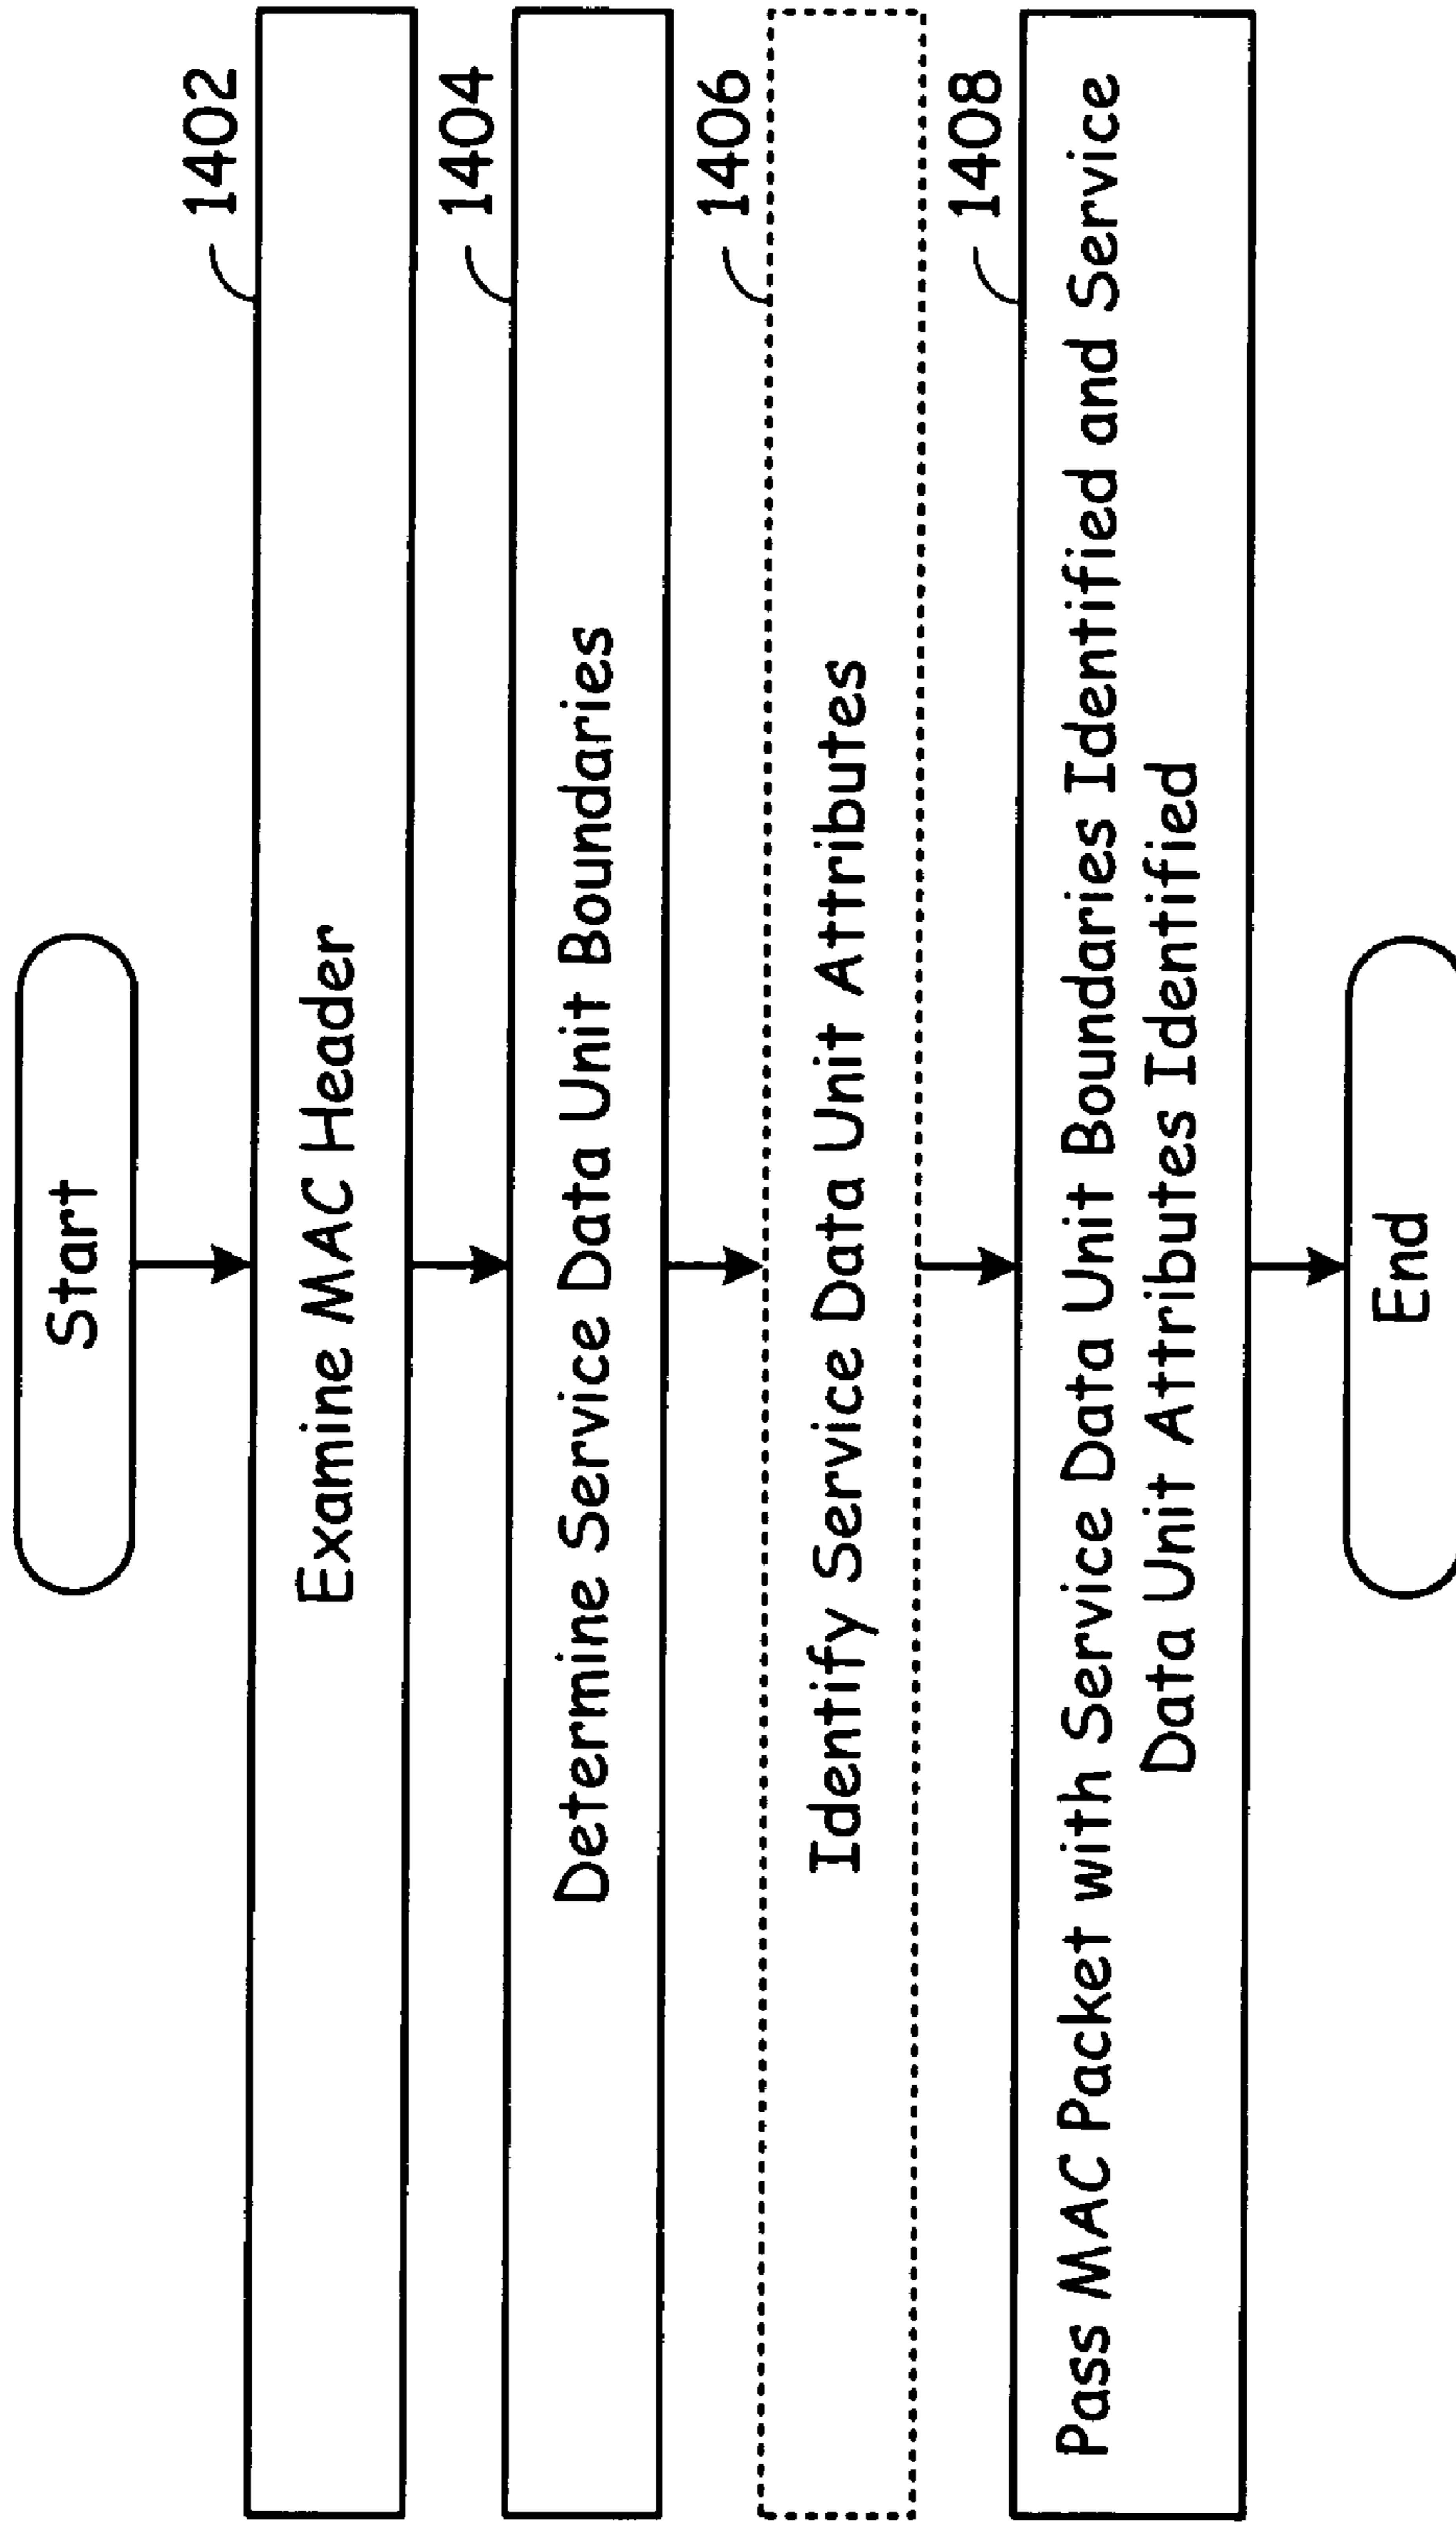 Start
1402
Examine MAC Header
1404
Determine Service Data Unit Boundaries
1406
Identify Service Data Unit Attributes
1408
Pass MAC Packet with Service Data Unit Boundaries Identified and Service
Data Unit Attributes Identified
End